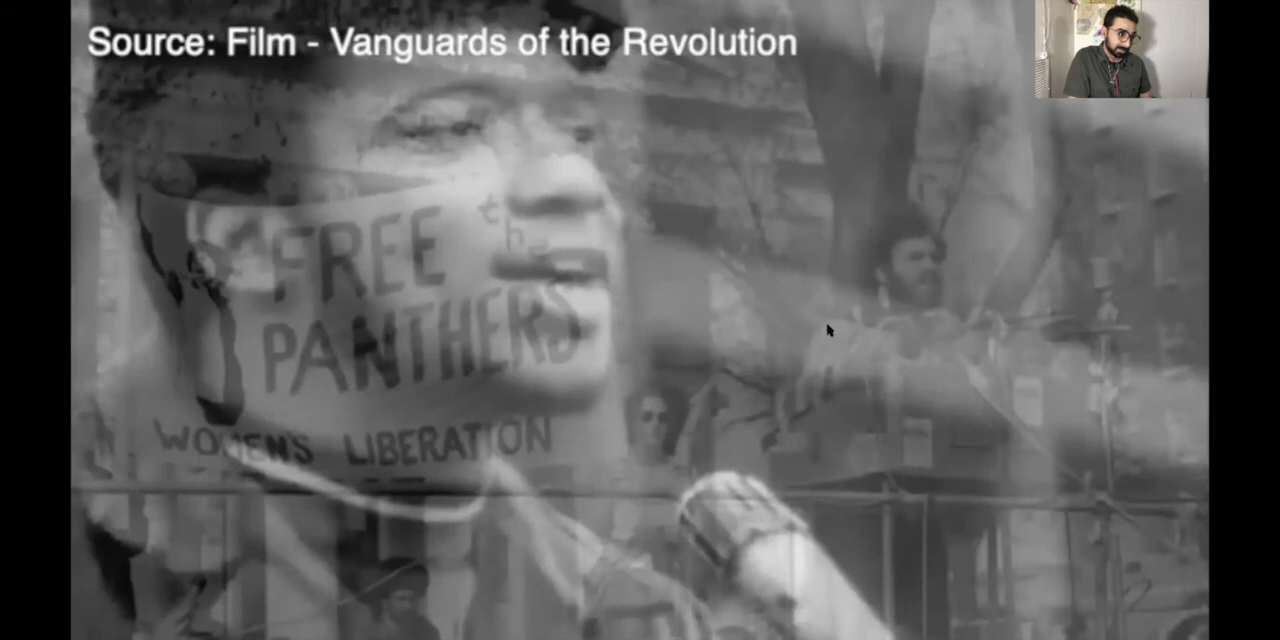 Source: Film - Vanguards of the Revolution
FREE the
PANTHERS
WOMEN'S LIBERATION